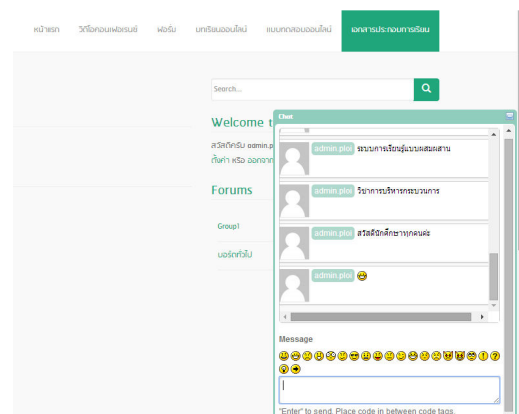 หน้าแรก วิดีโอคอนเฟอเรนซ์ ฟอรั่ม บทเรียนออนไลน์ แบบทดสอบออนไลน์ เอกสารประกอบการเรียน
Search...
Welcome t
สวัสดีครับ admin.p
ตั้งค่า หรือ ออกจาก
Forums
Group1
บอร์ดทั่วไป
Chat
admin.ploi ระบบการเรียนรู้แบบผสมผสาน
admin.ploi วิชาการบริหารกระบวนการ
admin.ploi สวัสดีนักศึกษาทุกคนค่ะ
admin.ploi
Message
"Enter" to send. Place code in between code tags.